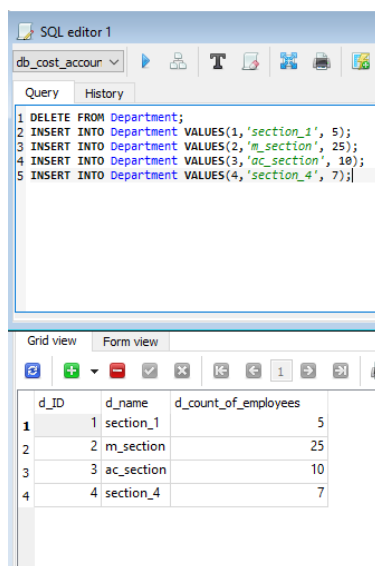 SQL editor 1
db_cost_accour
T
Query History
1 DELETE FROM Department;
2 INSERT INTO Department VALUES(1,'section_1', 5);
3 INSERT INTO Department VALUES(2,'m_section', 25);
4 INSERT INTO Department VALUES(3,'ac_section', 10);
5 INSERT INTO Department VALUES(4,'section_4', 7);
Grid view Form view
1
d_ID d_name d_count_of_employees
1 1 section_1 5
2 2 m_section 25
3 3 ac_section 10
4 4 section_4 7